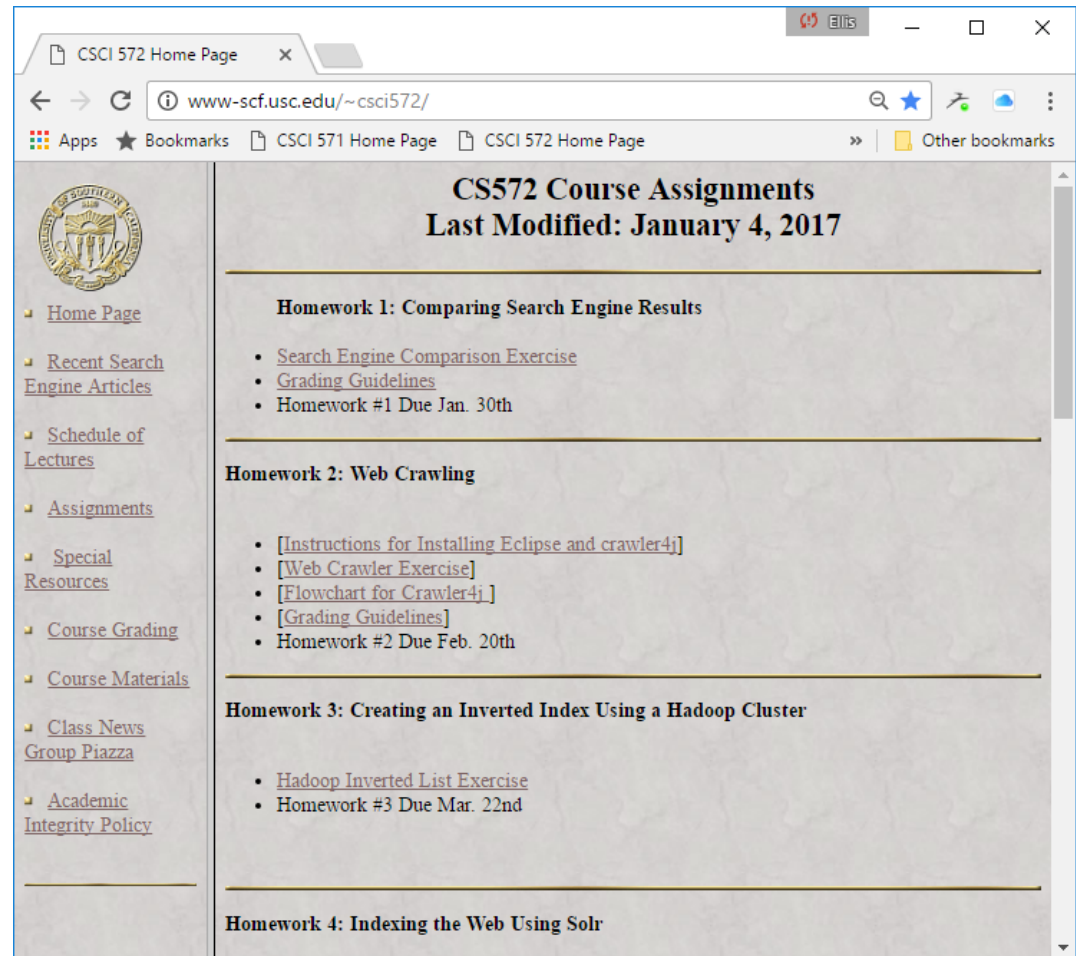 Ellis
CSCI 572 Home Page
www-scf.usc.edu/~csci572/
Apps
Bookmarks
CSCI 571 Home Page
CSCI 572 Home Page
»
Other bookmarks
Home Page
Recent Search
Engine Articles
Schedule of
Lectures
Assignments
Special
Resources
Course Grading
Course Materials
Class News
Group Piazza
Academic
Integrity Policy
CS572 Course Assignments
Last Modified: January 4, 2017
Homework 1: Comparing Search Engine Results
• Search Engine Comparison Exercise
• Grading Guidelines
• Homework #1 Due Jan. 30th
Homework 2: Web Crawling
• [Instructions for Installing Eclipse and crawler4j]
• [Web Crawler Exercise]
• [Flowchart for Crawler4j ]
• [Grading Guidelines]
• Homework #2 Due Feb. 20th
Homework 3: Creating an Inverted Index Using a Hadoop Cluster
• Hadoop Inverted List Exercise
• Homework #3 Due Mar. 22nd
Homework 4: Indexing the Web Using Solr